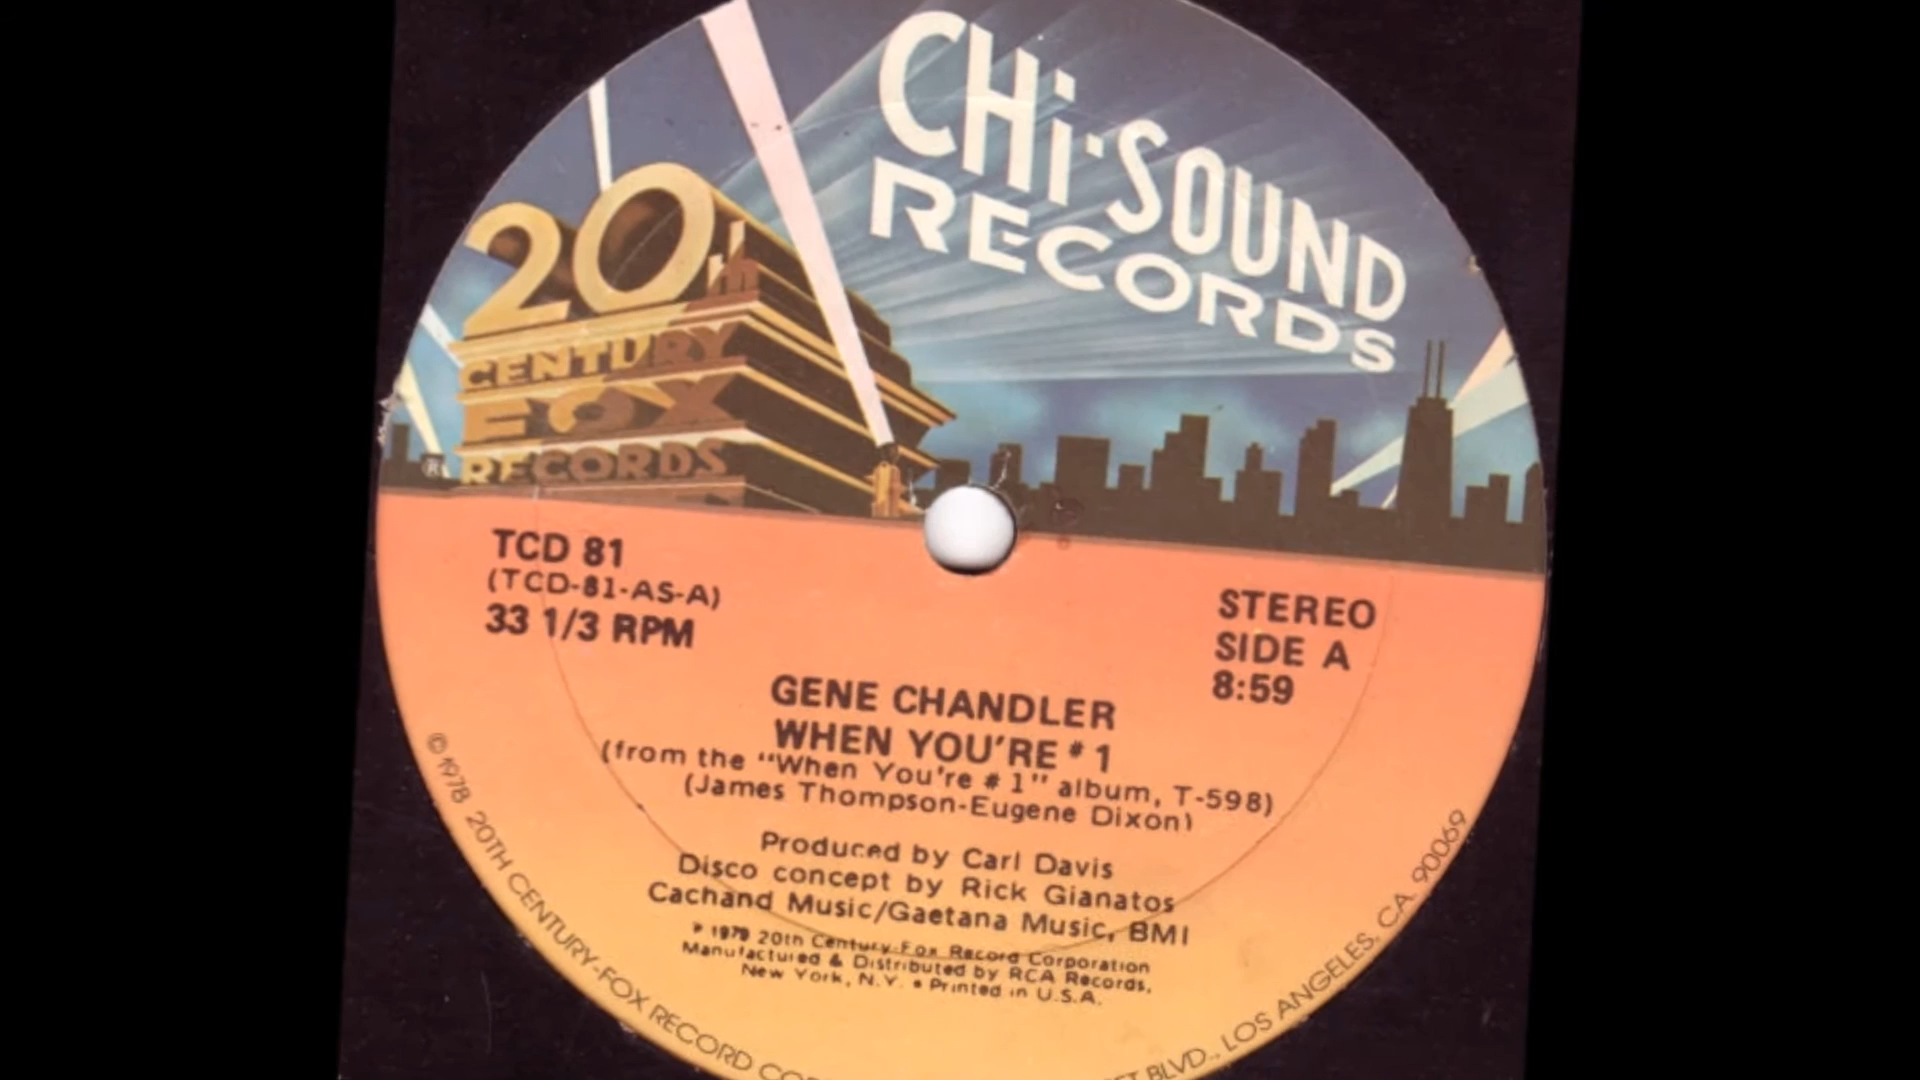 CHi-SOUND
RECORDS
20th
CENTURY
FOX
RECORDS
®
TCD 81
(TCD-81-AS-A)
33 1/3 RPM
STEREO
SIDE A
8:59
GENE CHANDLER
WHEN YOU'RE #1
(from the "When You're #1" album, T-598)
(James Thompson-Eugene Dixon)
Produced by Carl Davis
Disco concept by Rick Gianatos
Cachand Music/Gaetana Music, BMI
℗ 1979 20th Century-Fox Record Corporation
Manufactured & Distributed by RCA Records,
New York, N.Y. • Printed in U.S.A.
© 1978 20TH CENTURY-FOX RECORD BLVD., LOS ANGELES, CA. 90069